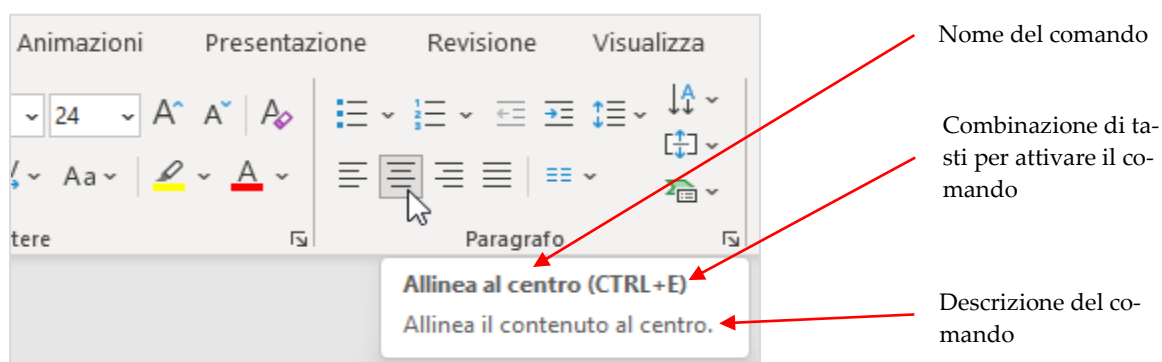 Animazioni Presentazione Revisione Visualizza
Nome del comando
24 A A A
A
Aa A
Combinazione di ta-
sti per attivare il co-
mando
tere Paragrafo
Allinea al centro (CTRL+E)
Allinea il contenuto al centro.
Descrizione del co-
mando